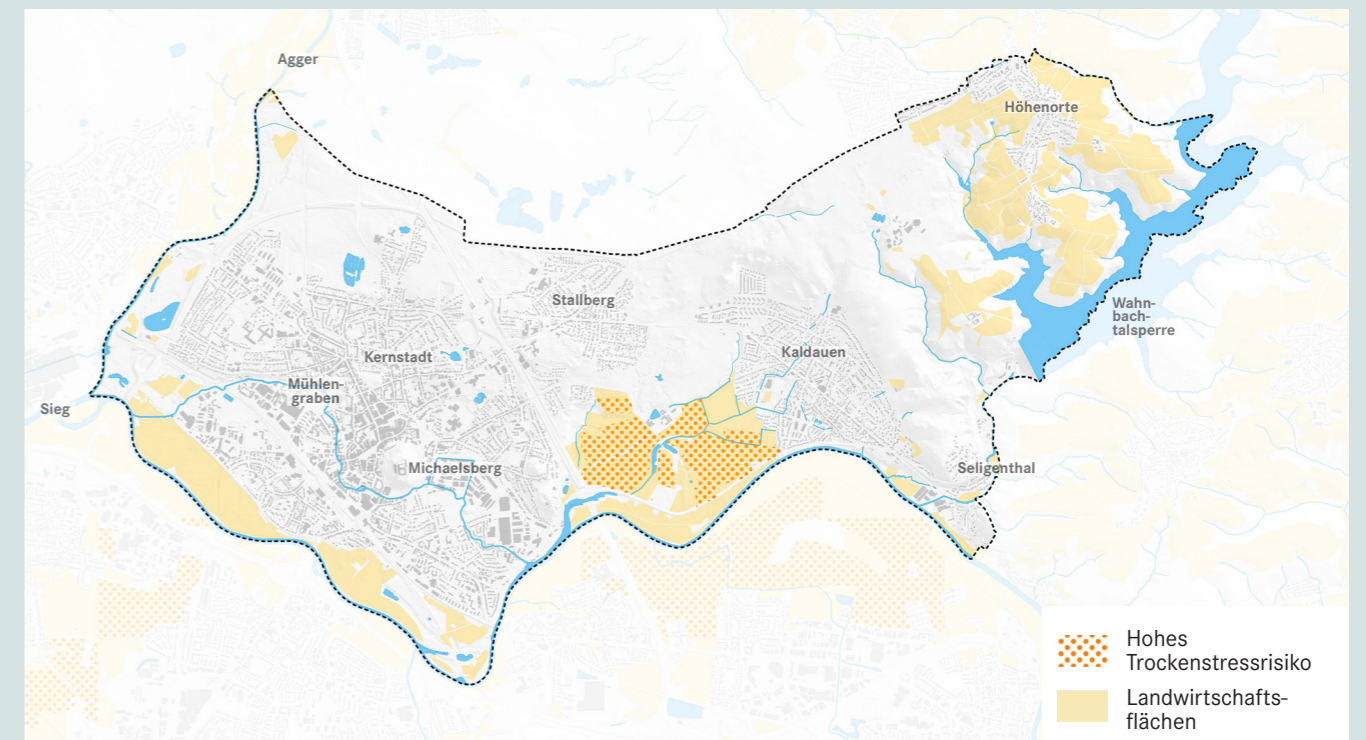 Agger
Höhenorte
Stallberg
Wahn-
bach-
talsperre
Kernstadt
Kaldauen
Mühlen-
graben
Sieg
Michaelsberg
Seligenthal
Hohes
Trockenstressrisiko
Landwirtschafts-
flächen